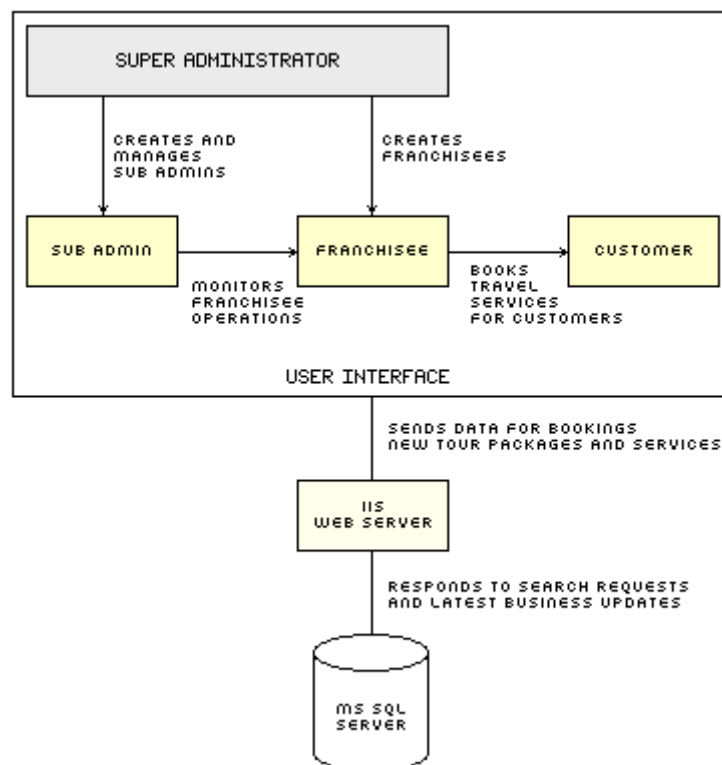 SUPER ADMINISTRATOR
CREATES AND
MANAGES
SUB ADMINS
CREATES
FRANCHISEES
SUB ADMIN
FRANCHISEE
CUSTOMER
MONITORS
FRANCHISEE
OPERATIONS
BOOKS
TRAVEL
SERVICES
FOR CUSTOMERS
USER INTERFACE
SENDS DATA FOR BOOKINGS
NEW TOUR PACKAGES AND SERVICES
IIS
WEB SERVER
RESPONDS TO SEARCH REQUESTS
AND LATEST BUSINESS UPDATES
MS SQL
SERVER